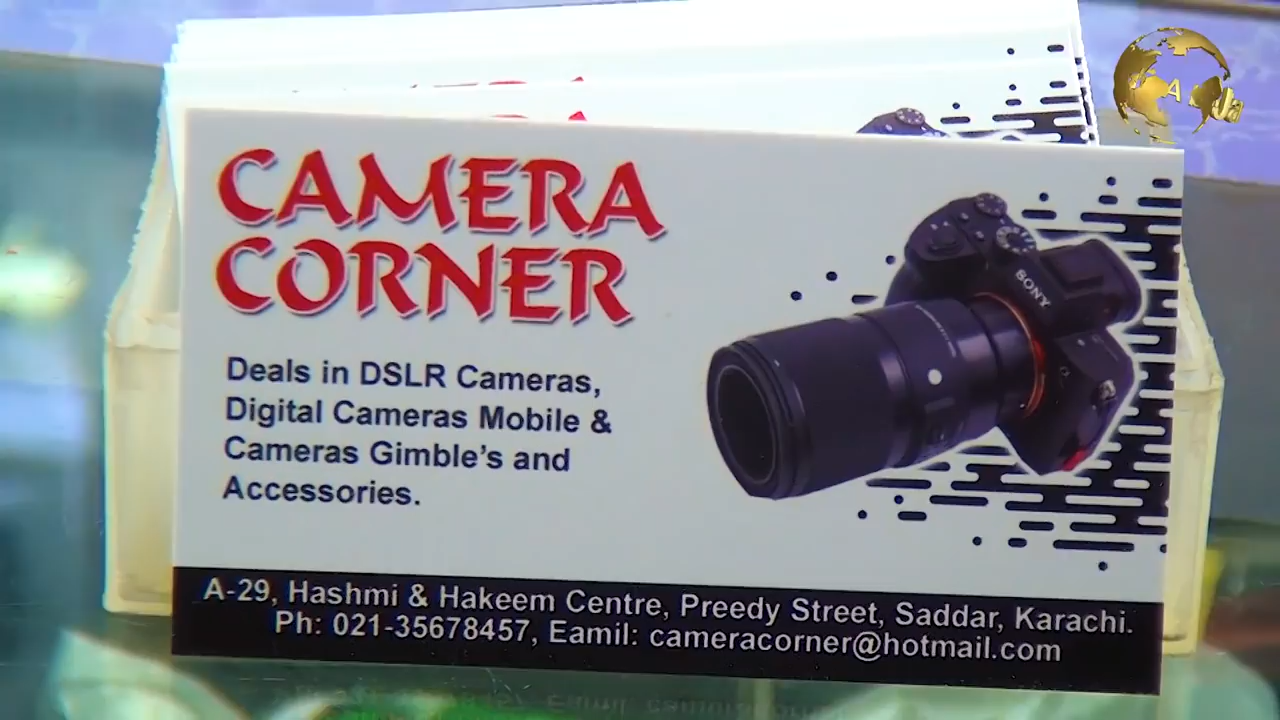 CAMERA
CORNER
SONY
Deals in DSLR Cameras,
Digital Cameras Mobile &
Cameras Gimble's and
Accessories.
A-29, Hashmi & Hakeem Centre, Preedy Street, Saddar, Karachi.
Ph: 021-35678457, Eamil: cameracorner@hotmail.com